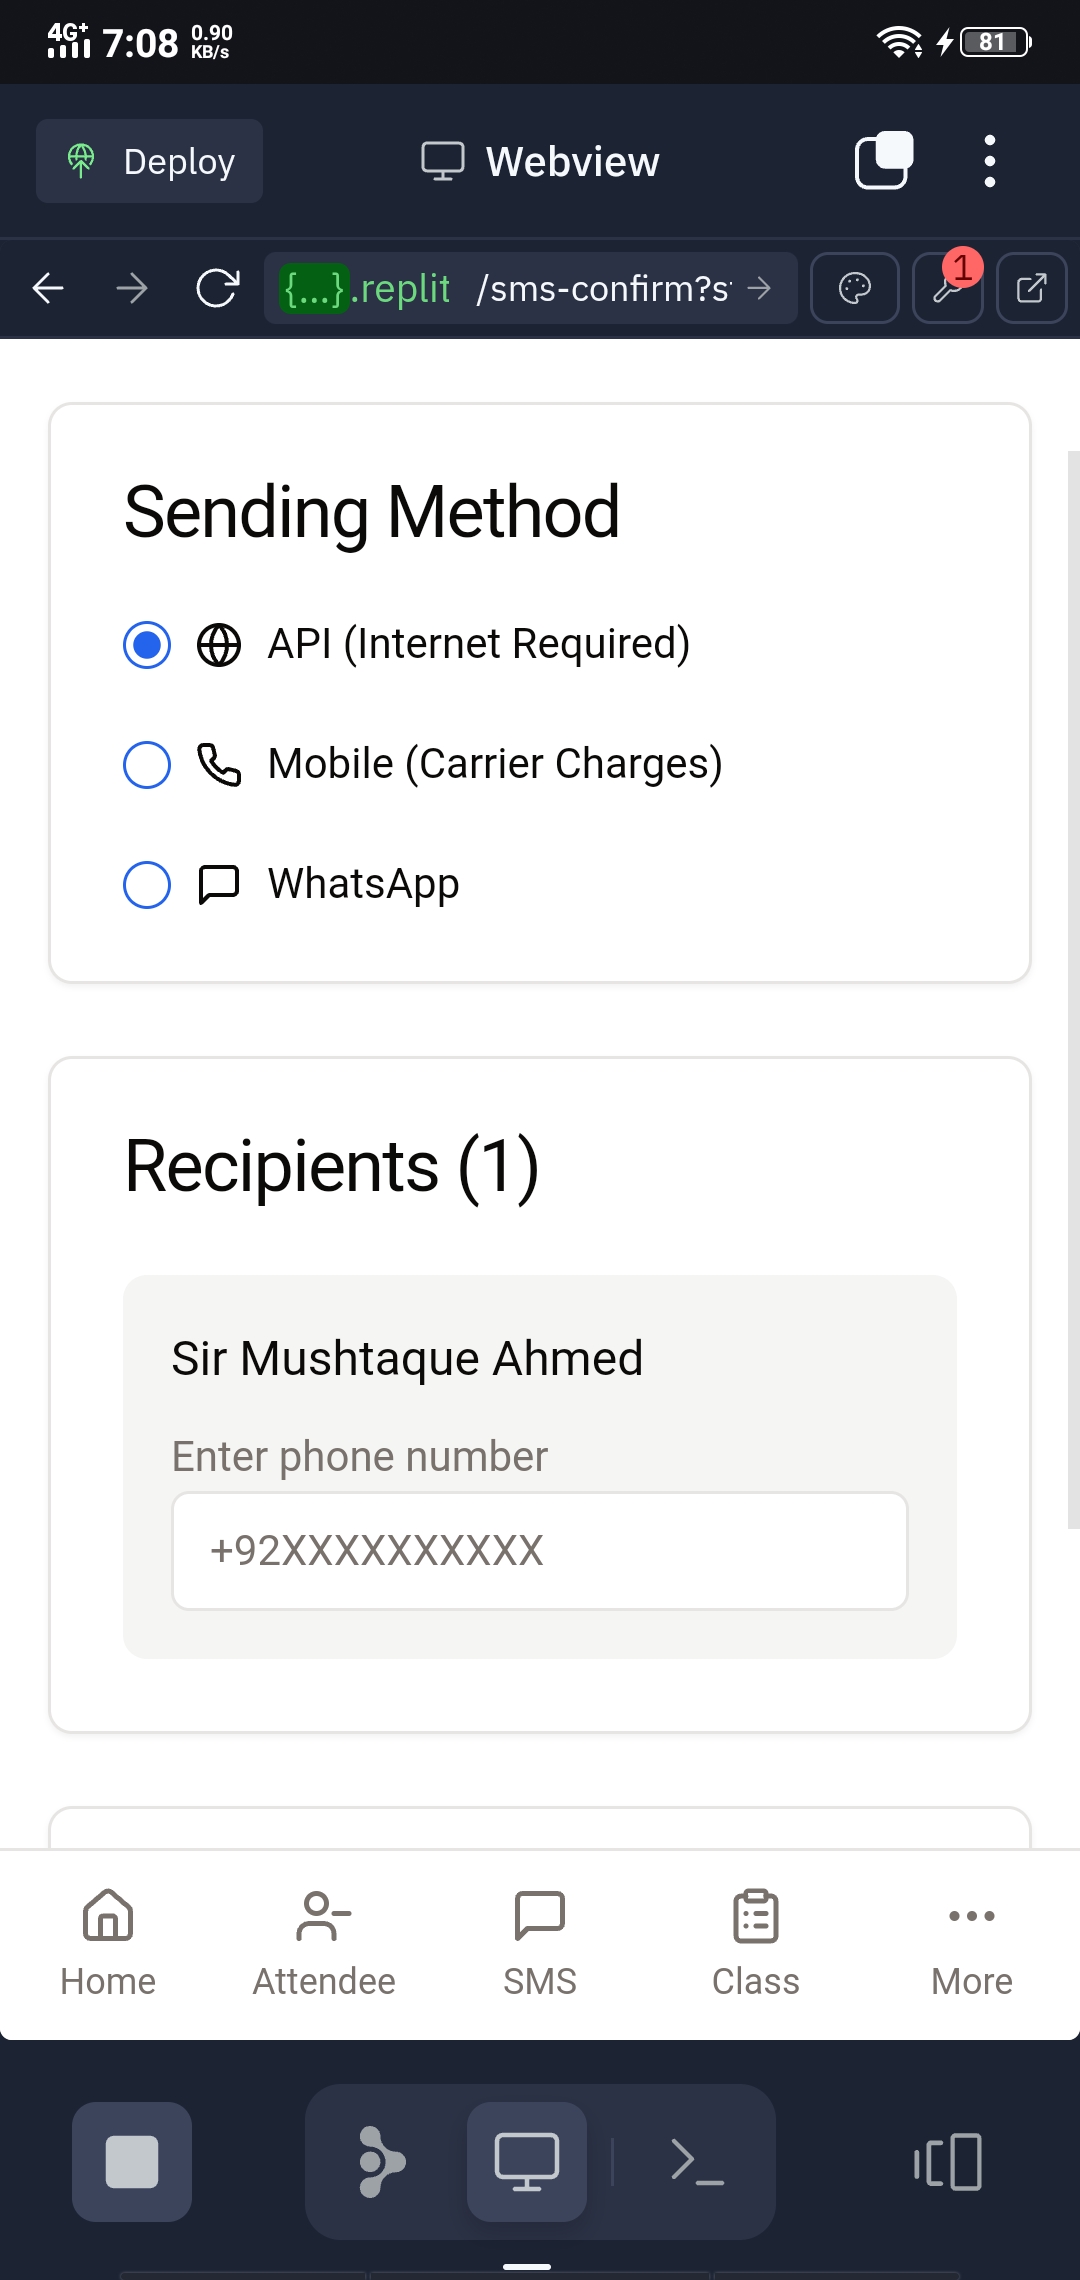 4G+ 7:08 0.90 KB/s 81
Deploy Webview
{...}.replit /sms-confirm?s 1
Sending Method
API (Internet Required)
Mobile (Carrier Charges)
WhatsApp
Recipients (1)
Sir Mushtaque Ahmed
Enter phone number
+92XXXXXXXXXX
Home Attendee SMS Class More